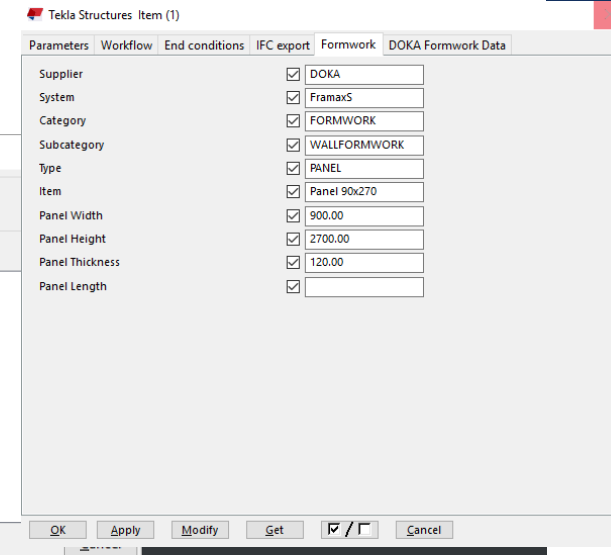 Tekla Structures Item (1)
Parameters Workflow End conditions IFC export Formwork DOKA Formwork Data
Supplier DOKA
System FramaxS
Category FORMWORK
Subcategory WALLFORMWORK
Type PANEL
Item Panel 90x270
Panel Width 900.00
Panel Height 2700.00
Panel Thickness 120.00
Panel Length
OK Apply Modify Get / Cancel